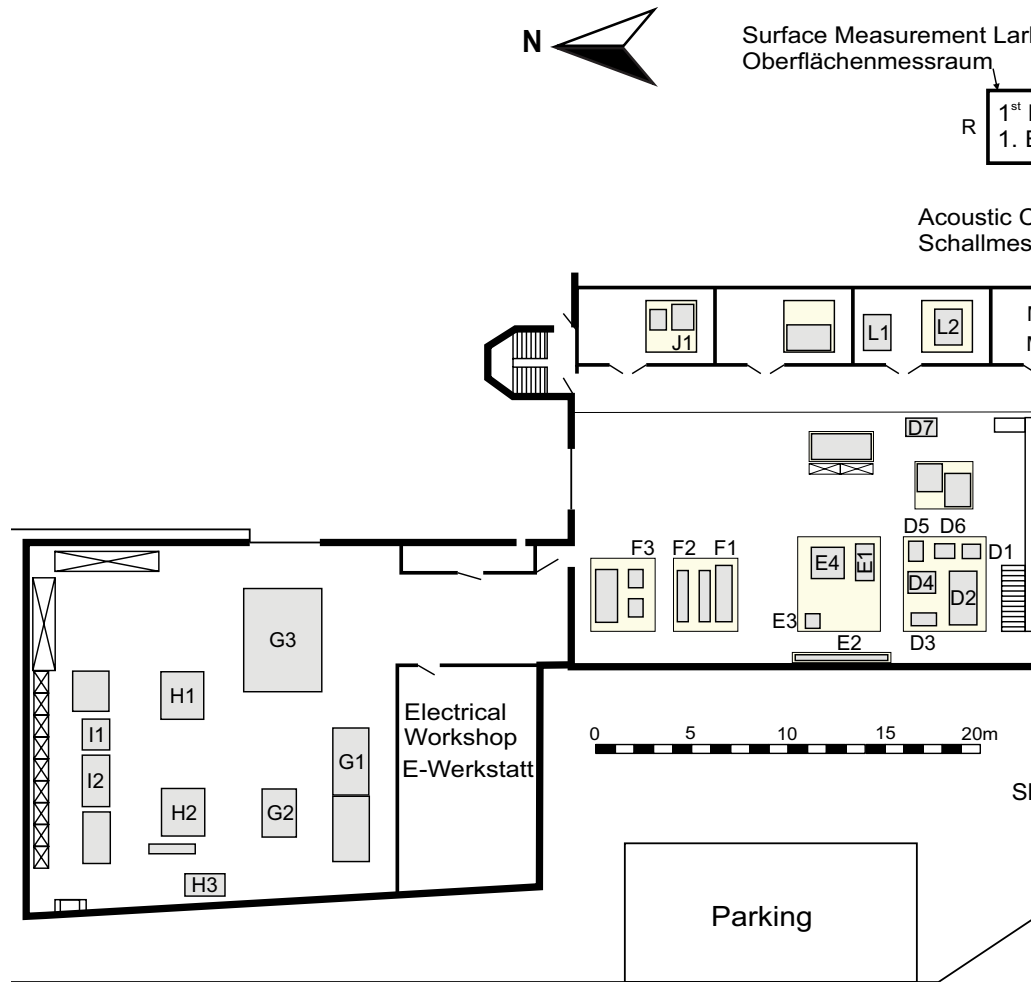 N
Surface Measurement
Oberflächenmessraum
R
1st
1.
Acoustic
J1
L1
L2
D7
D5 D6
D1
F3 F2 F1
E4
E1
D4
D2
E3
E2
D3
G3
H1
Electrical
Workshop
E-Werkstatt
0 5 10 15 20m
I1
G1
I2
H2
G2
H3
Parking